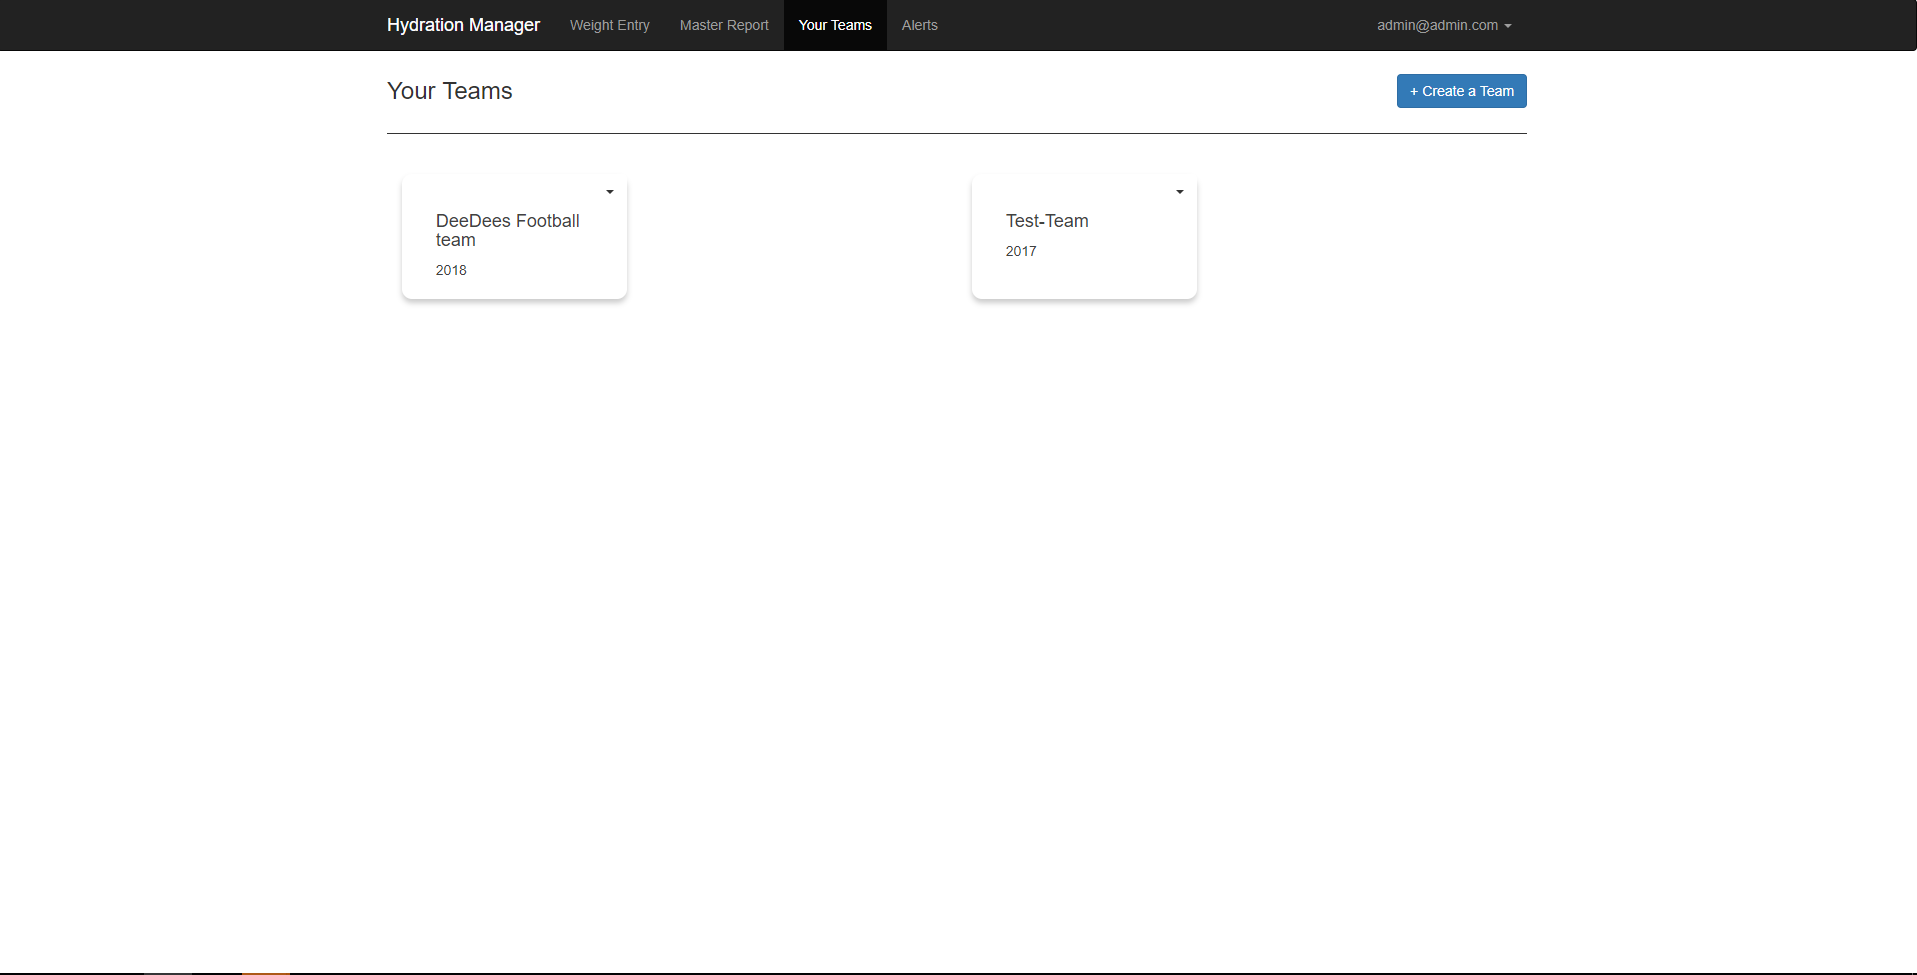 Hydration Manager Weight Entry Master Report Your Teams Alerts admin@admin.com
Your Teams + Create a Team
DeeDees Football
team
2018
Test-Team
2017